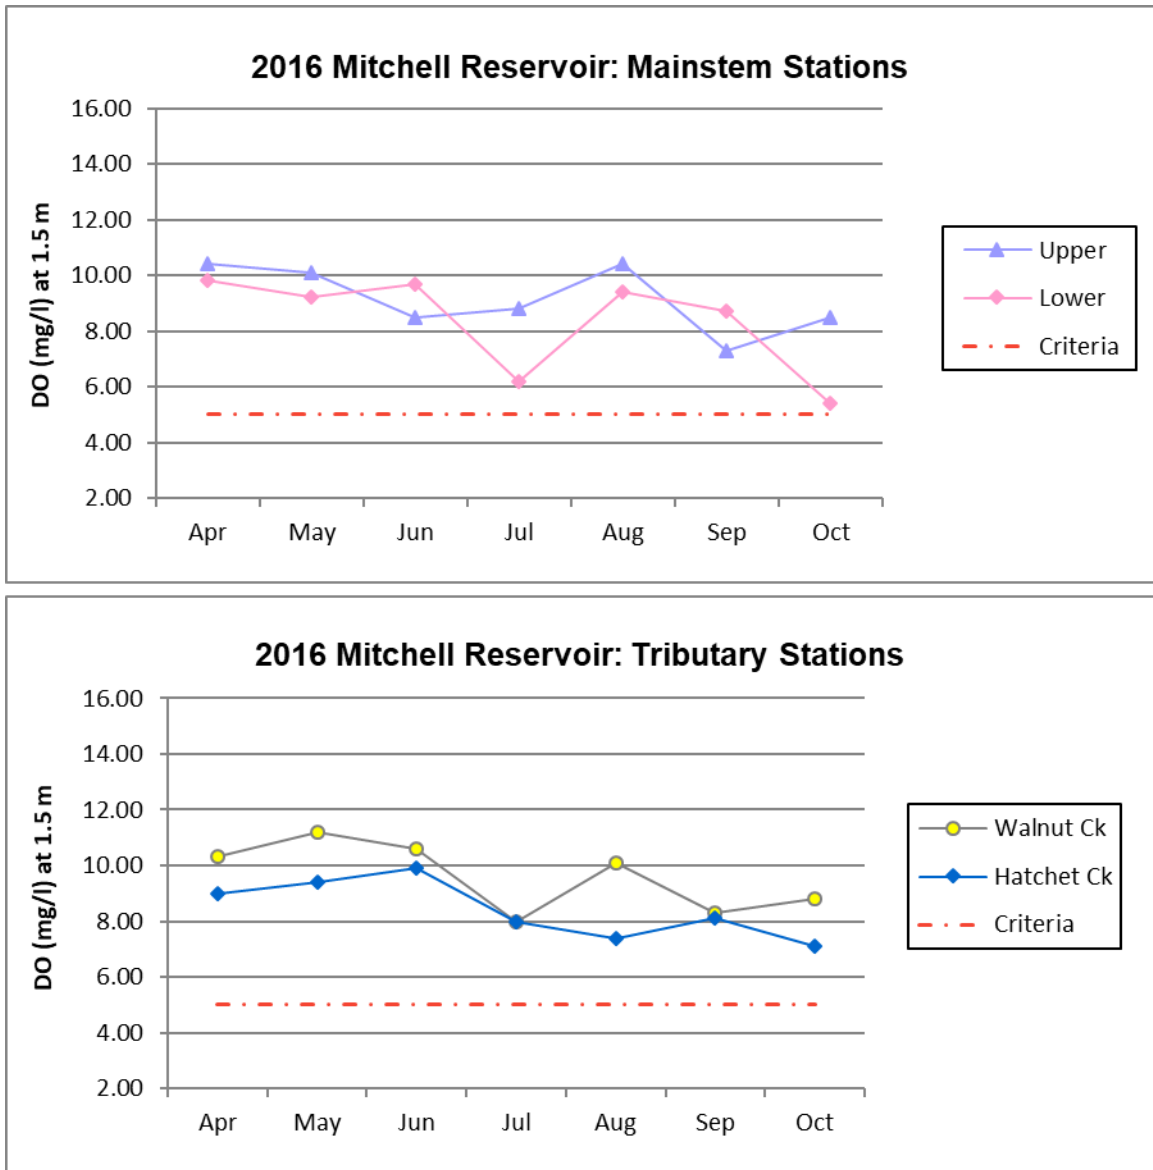 2016 Mitchell Reservoir: Mainstem Stations
DO (mg/l) at 1.5 m
16.00
14.00
12.00
10.00
8.00
6.00
4.00
2.00
Apr May Jun Jul Aug Sep Oct
Upper
Lower
Criteria
2016 Mitchell Reservoir: Tributary Stations
DO (mg/l) at 1.5 m
16.00
14.00
12.00
10.00
8.00
6.00
4.00
2.00
Apr May Jun Jul Aug Sep Oct
Walnut Ck
Hatchet Ck
Criteria